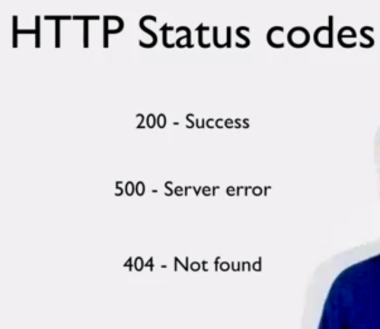 HTTP Status codes
200 - Success
500 - Server error
404 - Not found